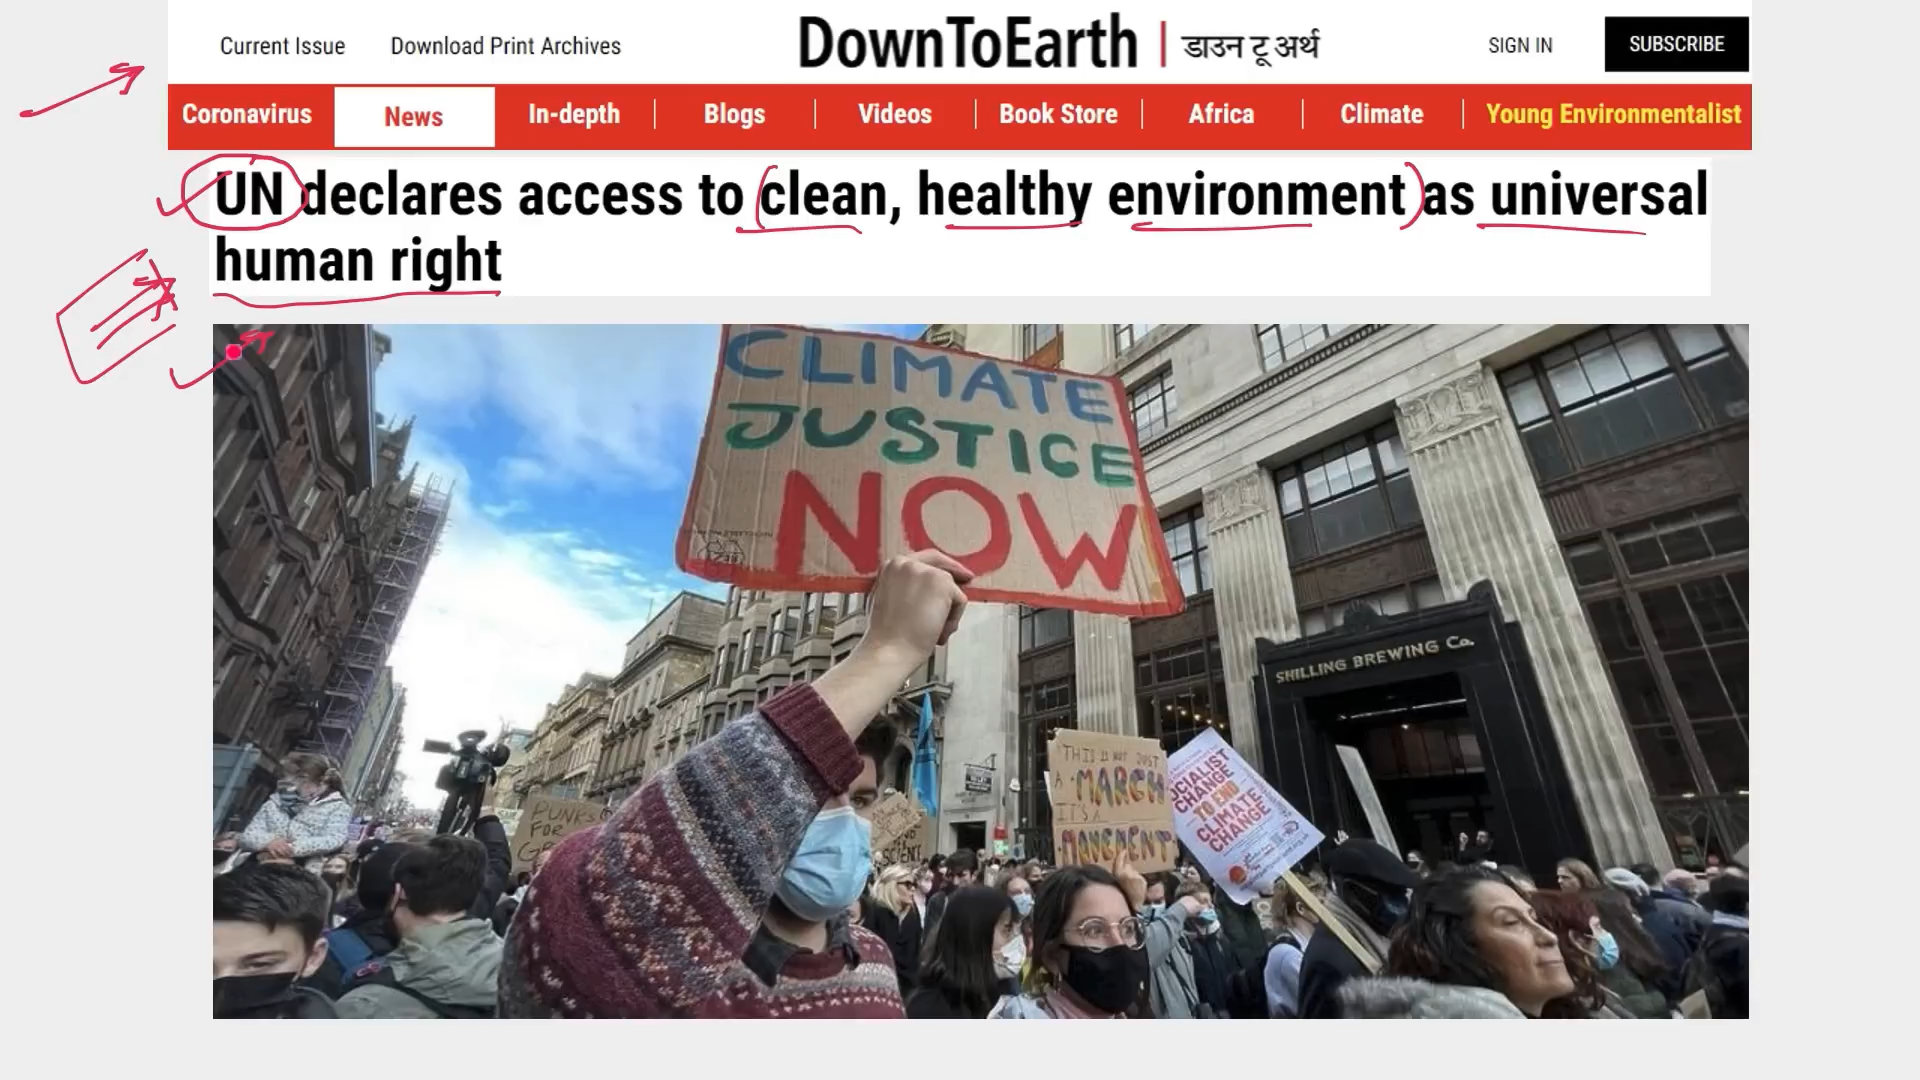 Current Issue Download Print Archives DownToEarth | डाउन टू अर्थ SIGN IN SUBSCRIBE
Coronavirus News In-depth Blogs Videos Book Store Africa Climate Young Environmentalist
UN declares access to clean, healthy environment as universal
human right
CLIMATE
JUSTICE
NOW
SHILLING BREWING Co.
THIS IS NOT JUST
A MARCH
IT'S A
MOVEMENT
SOCIALIST
CHANGE
TO END
CLIMATE
CHANGE
PUNKS
FOR
SCIENCE